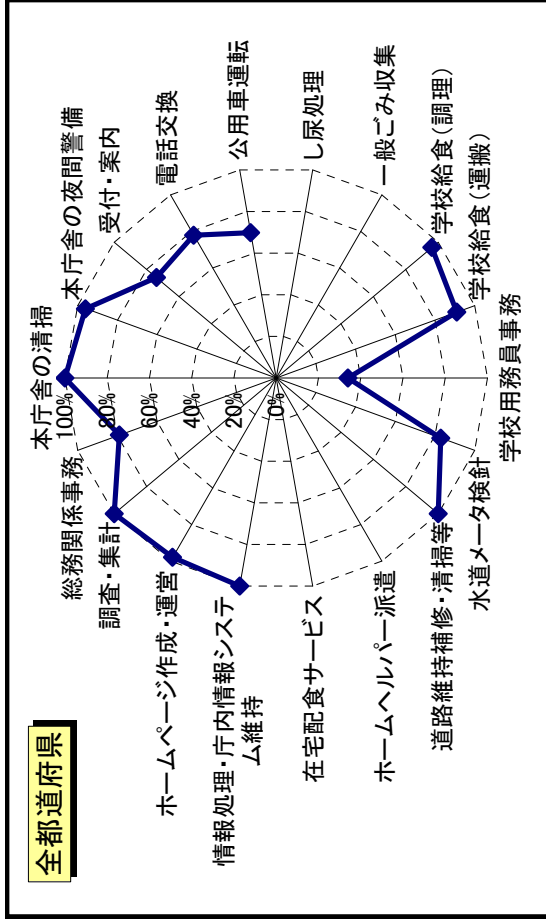 全都道府県
本庁舎の清掃
本庁舎の夜間警備
受付・案内
電話交換
公用車運転
し尿処理
一般ごみ収集
学校給食（調理）
学校給食（運搬）
学校用務員事務
水道メータ検針
道路維持補修・清掃等
ホームヘルパー派遣
在宅配食サービス
情報処理・庁内情報システ
ム維持
ホームページ作成・運営
調査・集計
総務関係事務
100%
80%
60%
40%
20%
0%